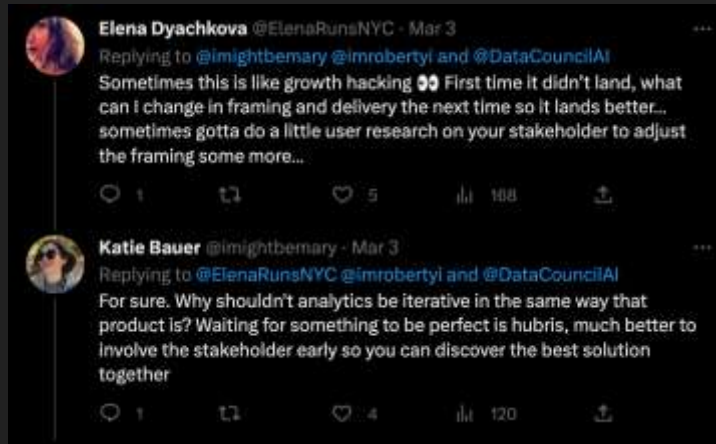 Elena Dyachkova @ElenaRunsNYC · Mar 3
Replying to @imightbemary @imrobertyi and @DataCouncilAI
Sometimes this is like growth hacking 👀 First time it didn't land, what
can I change in framing and delivery the next time so it lands better...
sometimes gotta do a little user research on your stakeholder to adjust
the framing some more...
1 5 168
Katie Bauer @imightbemary · Mar 3
Replying to @ElenaRunsNYC @imrobertyi and @DataCouncilAI
For sure. Why shouldn't analytics be iterative in the same way that
product is? Waiting for something to be perfect is hubris, much better to
involve the stakeholder early so you can discover the best solution
together
1 4 120